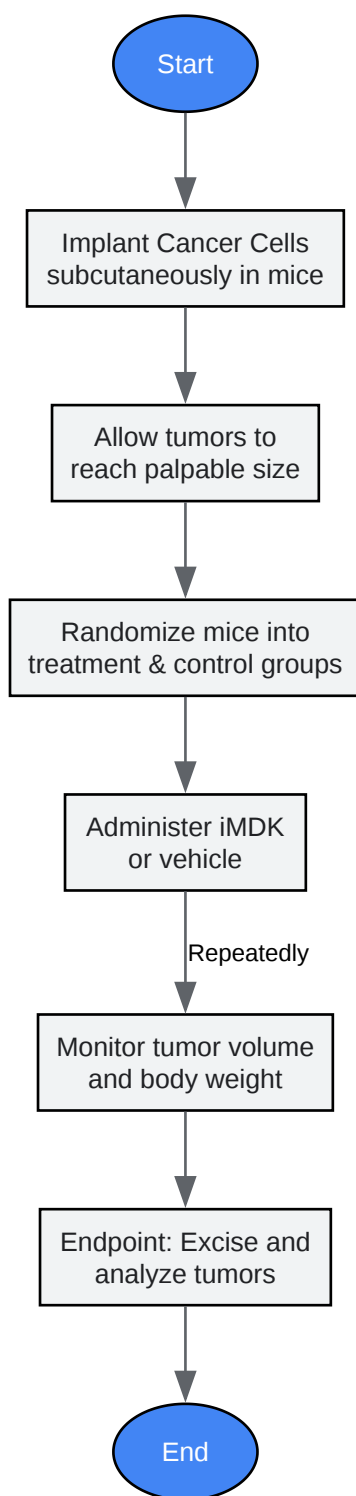 Start
Implant Cancer Cells
subcutaneously in mice
Allow tumors to
reach palpable size
Randomize mice into
treatment & control groups
Administer iMDK
or vehicle
Repeatedly
Monitor tumor volume
and body weight
Endpoint: Excise and
analyze tumors
End